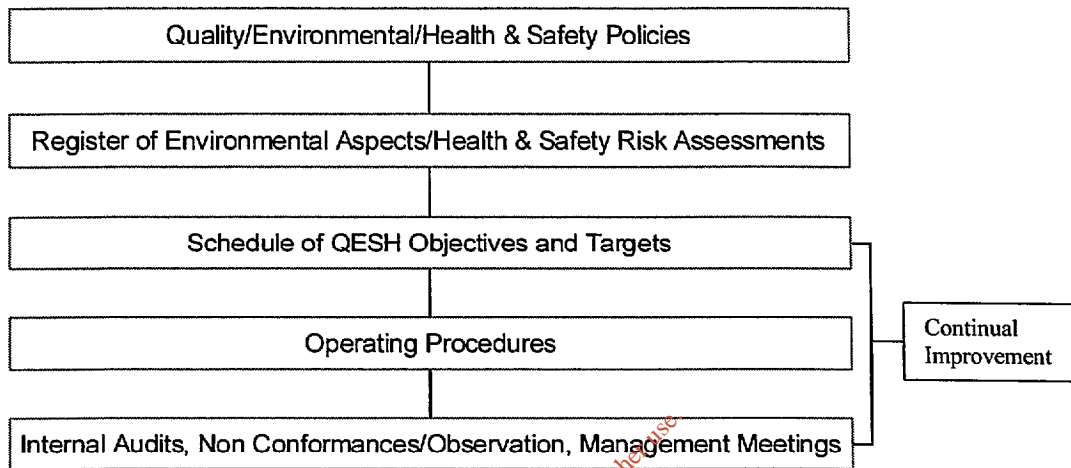 Quality/Environmental/Health & Safety Policies
Register of Environmental Aspects/Health & Safety Risk Assessments
Schedule of QESH Objectives and Targets
Operating Procedures
Continual
Improvement
Internal Audits, Non Conformances/Observation, Management Meetings
use.